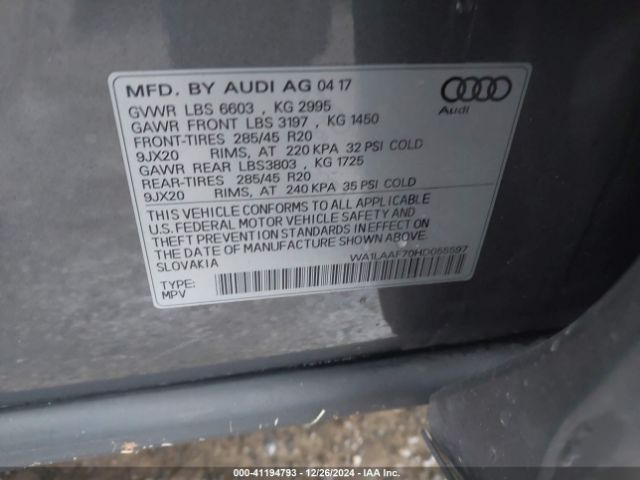 MFD. BY AUDI AG 04 17
GVWR LBS 6603 , KG 2995
GAWR FRONT LBS 3197 , KG 1450
FRONT-TIRES 285/45 R20
9JX20 RIMS, AT 220 KPA 32 PSI COLD
GAWR REAR LBS3803 , KG 1725
REAR-TIRES 285/45 R20
9JX20 RIMS, AT 240 KPA 35 PSI COLD
THIS VEHICLE CONFORMS TO ALL APPLICABLE
U.S. FEDERAL MOTOR VEHICLE SAFETY AND
THEFT PREVENTION STANDARDS IN EFFECT ON
THE DATE OF MANUFACTURE SHOWN ABOVE.
SLOVAKIA
WA1LAAF70HD055597
TYPE:
MPV
Audi
000-41194793 - 12/26/2024 - IAA Inc.